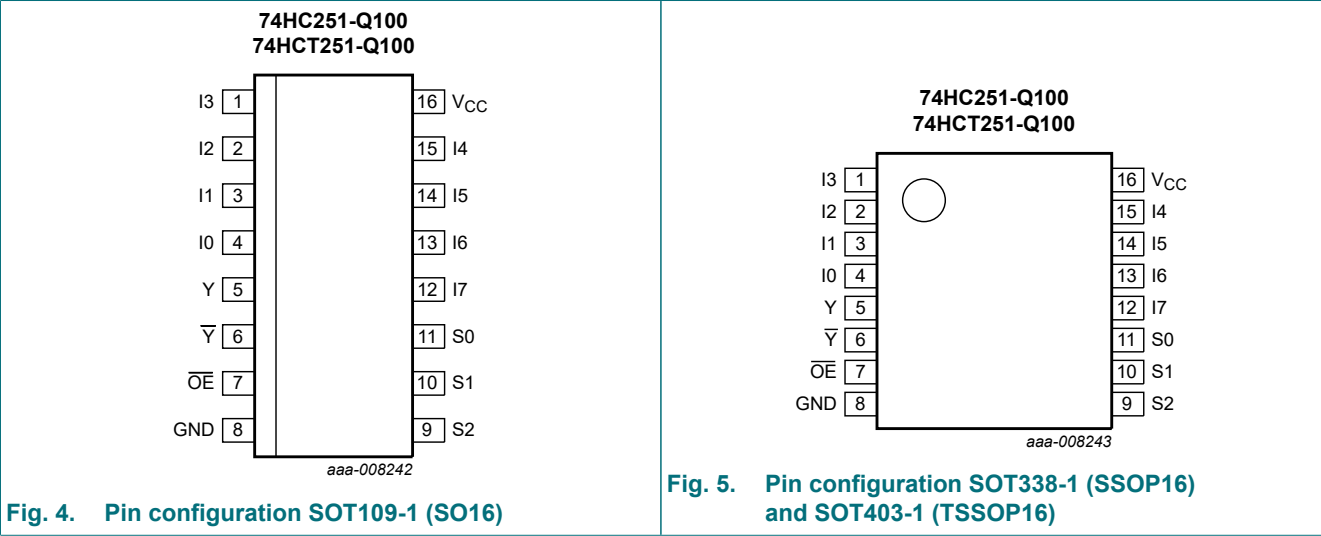 74HC251-Q100
74HCT251-Q100
I3 1 16 VCC
I2 2 15 I4
I1 3 14 I5
I0 4 13 I6
Y 5 12 I7
Y̅ 6 11 S0
O̅E̅ 7 10 S1
GND 8 9 S2
aaa-008242
Fig. 4. Pin configuration SOT109-1 (SO16)
74HC251-Q100
74HCT251-Q100
I3 1 16 VCC
I2 2 15 I4
I1 3 14 I5
I0 4 13 I6
Y 5 12 I7
Y̅ 6 11 S0
O̅E̅ 7 10 S1
GND 8 9 S2
aaa-008243
Fig. 5. Pin configuration SOT338-1 (SSOP16)
and SOT403-1 (TSSOP16)